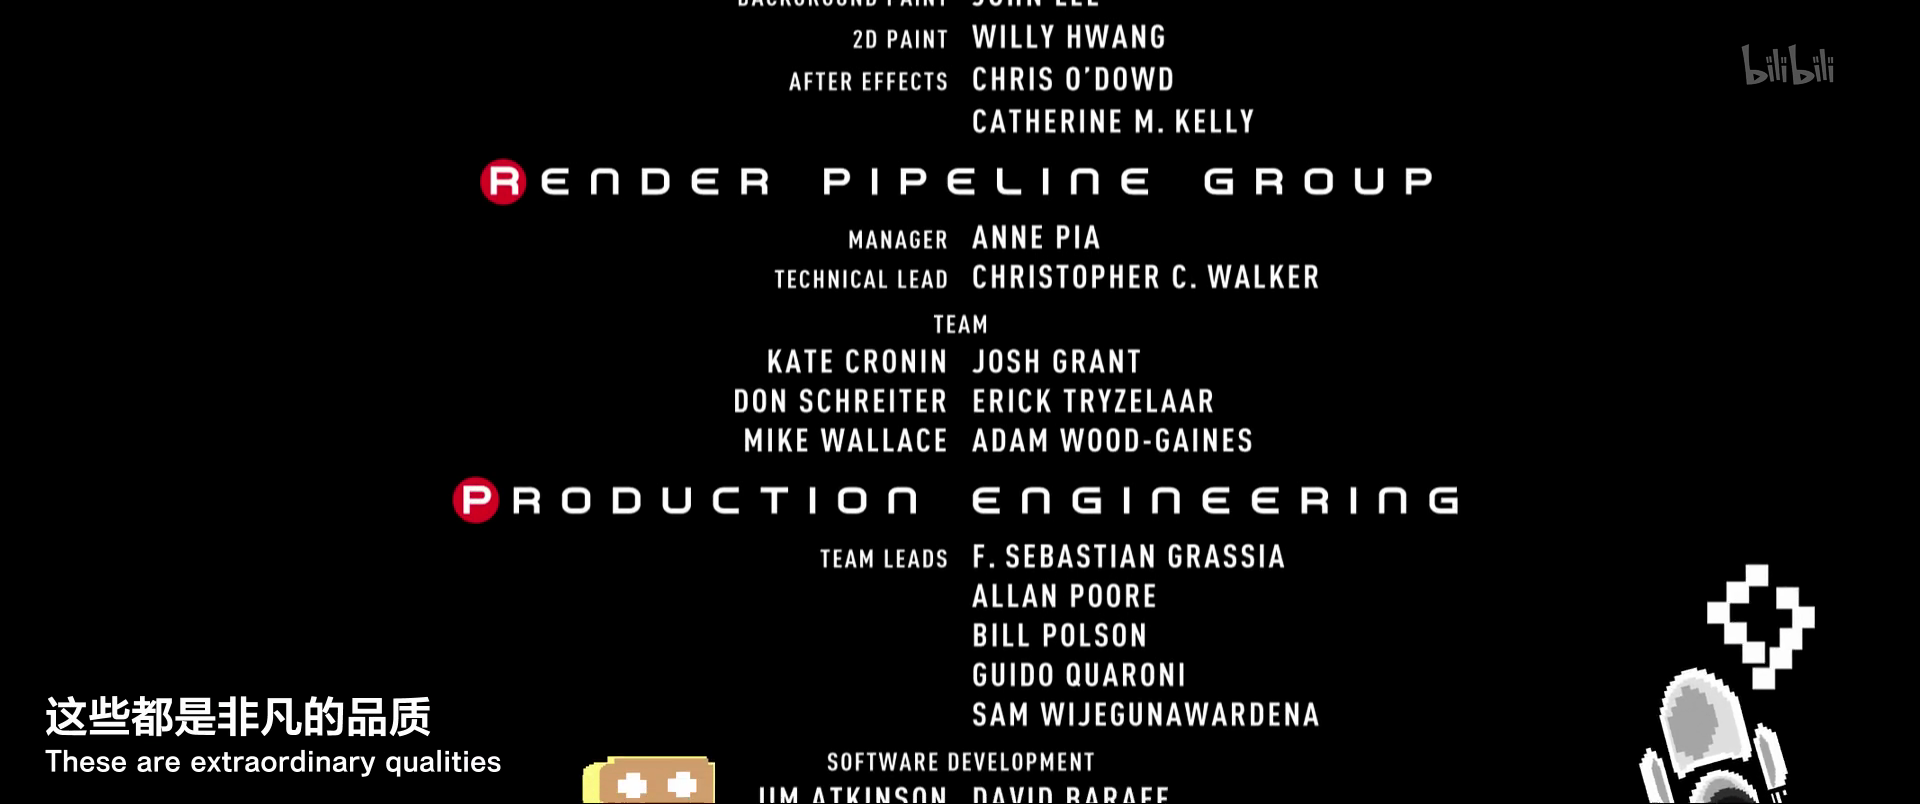 BACKGROUND PAINT JOHN LEE
2D PAINT WILLY HWANG
AFTER EFFECTS CHRIS O'DOWD
CATHERINE M. KELLY
bilibili
RENDER PIPELINE GROUP
MANAGER ANNE PIA
TECHNICAL LEAD CHRISTOPHER C. WALKER
TEAM
KATE CRONIN JOSH GRANT
DON SCHREITER ERICK TRYZELAAR
MIKE WALLACE ADAM WOOD-GAINES
PRODUCTION ENGINEERING
TEAM LEADS F. SEBASTIAN GRASSIA
ALLAN POORE
BILL POLSON
GUIDO QUARONI
SAM WIJEGUNAWARDENA
SOFTWARE DEVELOPMENT
JIM ATKINSON DAVID BARAFF
这些都是非凡的品质
These are extraordinary qualities